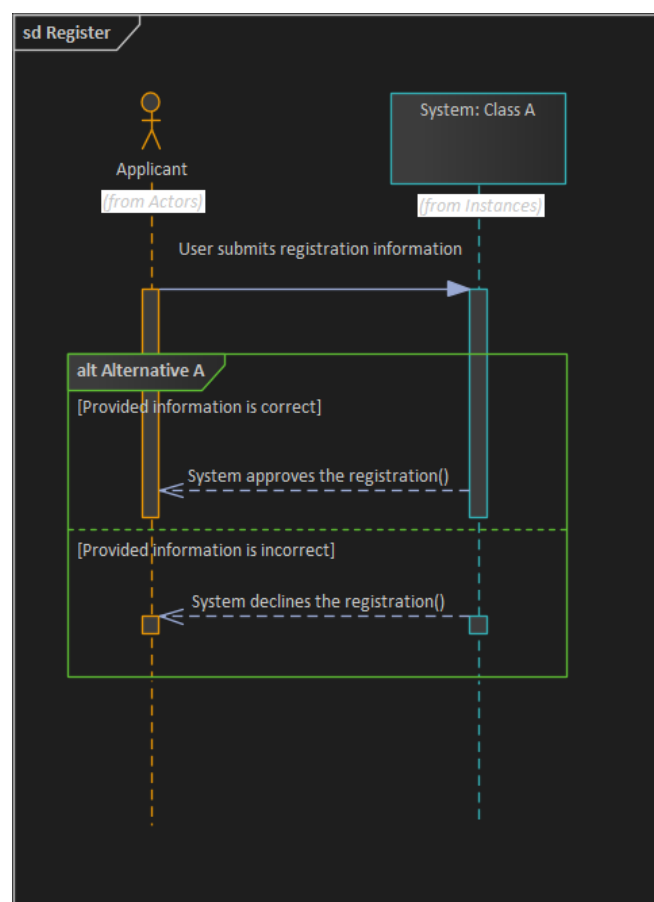 sd Register
System: Class A
Applicant
(from Actors)
(from Instances)
User submits registration information
alt Alternative A
[Provided information is correct]
System approves the registration()
[Provided information is incorrect]
System declines the registration()